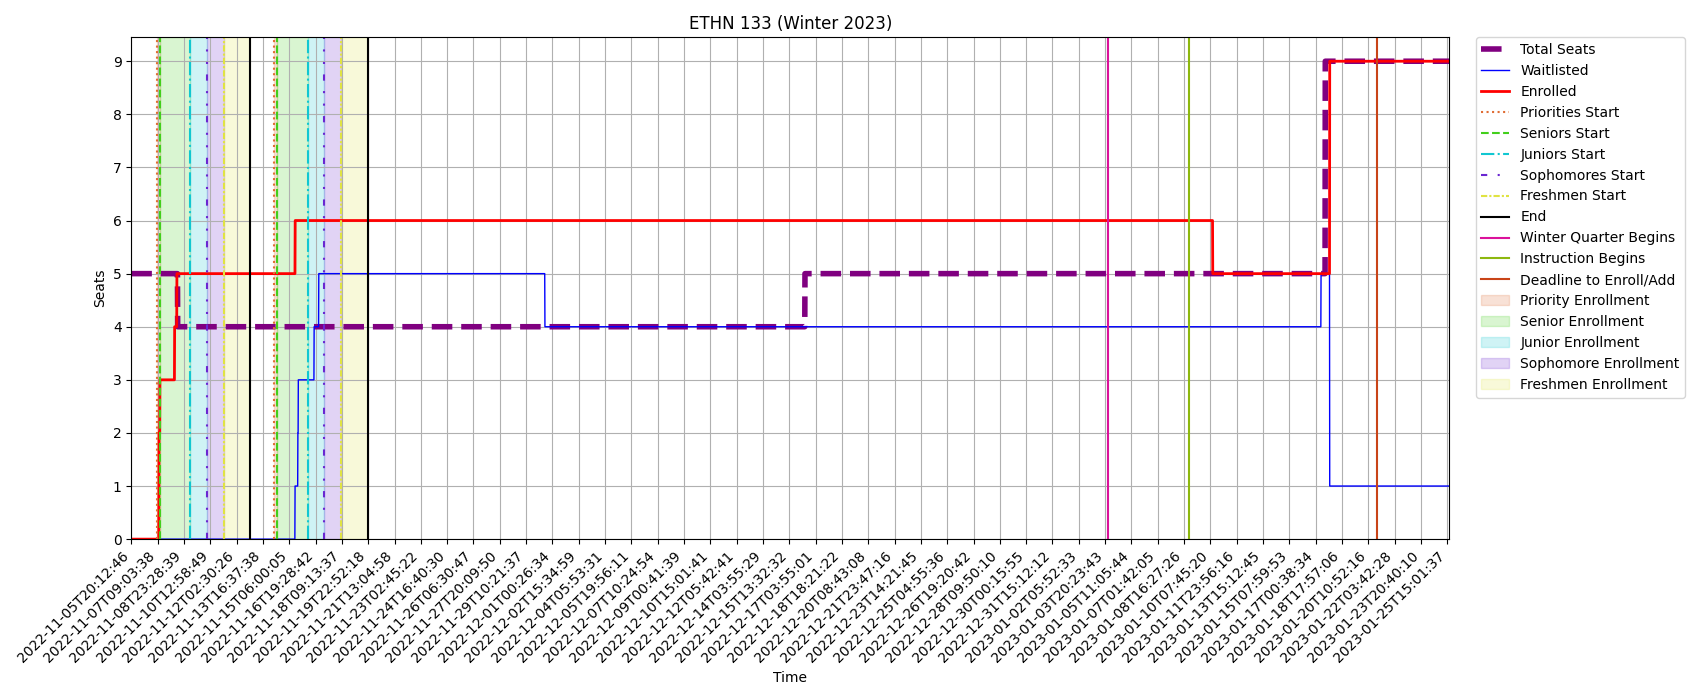 ETHN 133 (Winter 2023)
Seats
9
8
7
6
5
4
3
2
1
0
2022-11-05T20:12:46
2022-11-07T09:03:38
2022-11-08T23:28:39
2022-11-10T12:58:49
2022-11-12T02:30:26
2022-11-13T16:37:38
2022-11-15T06:00:05
2022-11-16T19:28:42
2022-11-18T09:13:37
2022-11-19T22:52:18
2022-11-21T13:04:58
2022-11-23T02:45:22
2022-11-24T16:40:30
2022-11-26T06:30:47
2022-11-27T20:09:50
2022-11-29T10:21:37
2022-12-01T00:26:34
2022-12-02T15:34:59
2022-12-04T05:53:31
2022-12-05T19:56:11
2022-12-07T10:24:54
2022-12-09T00:41:39
2022-12-10T15:01:41
2022-12-12T05:42:41
2022-12-14T03:55:29
2022-12-15T13:32:32
2022-12-17T03:55:01
2022-12-18T18:21:22
2022-12-20T08:43:08
2022-12-21T23:47:16
2022-12-23T14:21:45
2022-12-25T04:55:36
2022-12-26T19:20:42
2022-12-28T09:50:10
2022-12-30T00:15:55
2022-12-31T15:12:12
2023-01-02T05:52:33
2023-01-03T20:23:43
2023-01-05T11:05:44
2023-01-07T01:42:05
2023-01-08T16:27:26
2023-01-10T07:45:20
2023-01-11T23:56:16
2023-01-13T15:12:45
2023-01-15T07:59:53
2023-01-17T00:38:34
2023-01-18T17:57:06
2023-01-20T10:52:16
2023-01-22T03:42:28
2023-01-23T20:40:10
2023-01-25T15:01:37
Time
Total Seats
Waitlisted
Enrolled
Priorities Start
Seniors Start
Juniors Start
Sophomores Start
Freshmen Start
End
Winter Quarter Begins
Instruction Begins
Deadline to Enroll/Add
Priority Enrollment
Senior Enrollment
Junior Enrollment
Sophomore Enrollment
Freshmen Enrollment